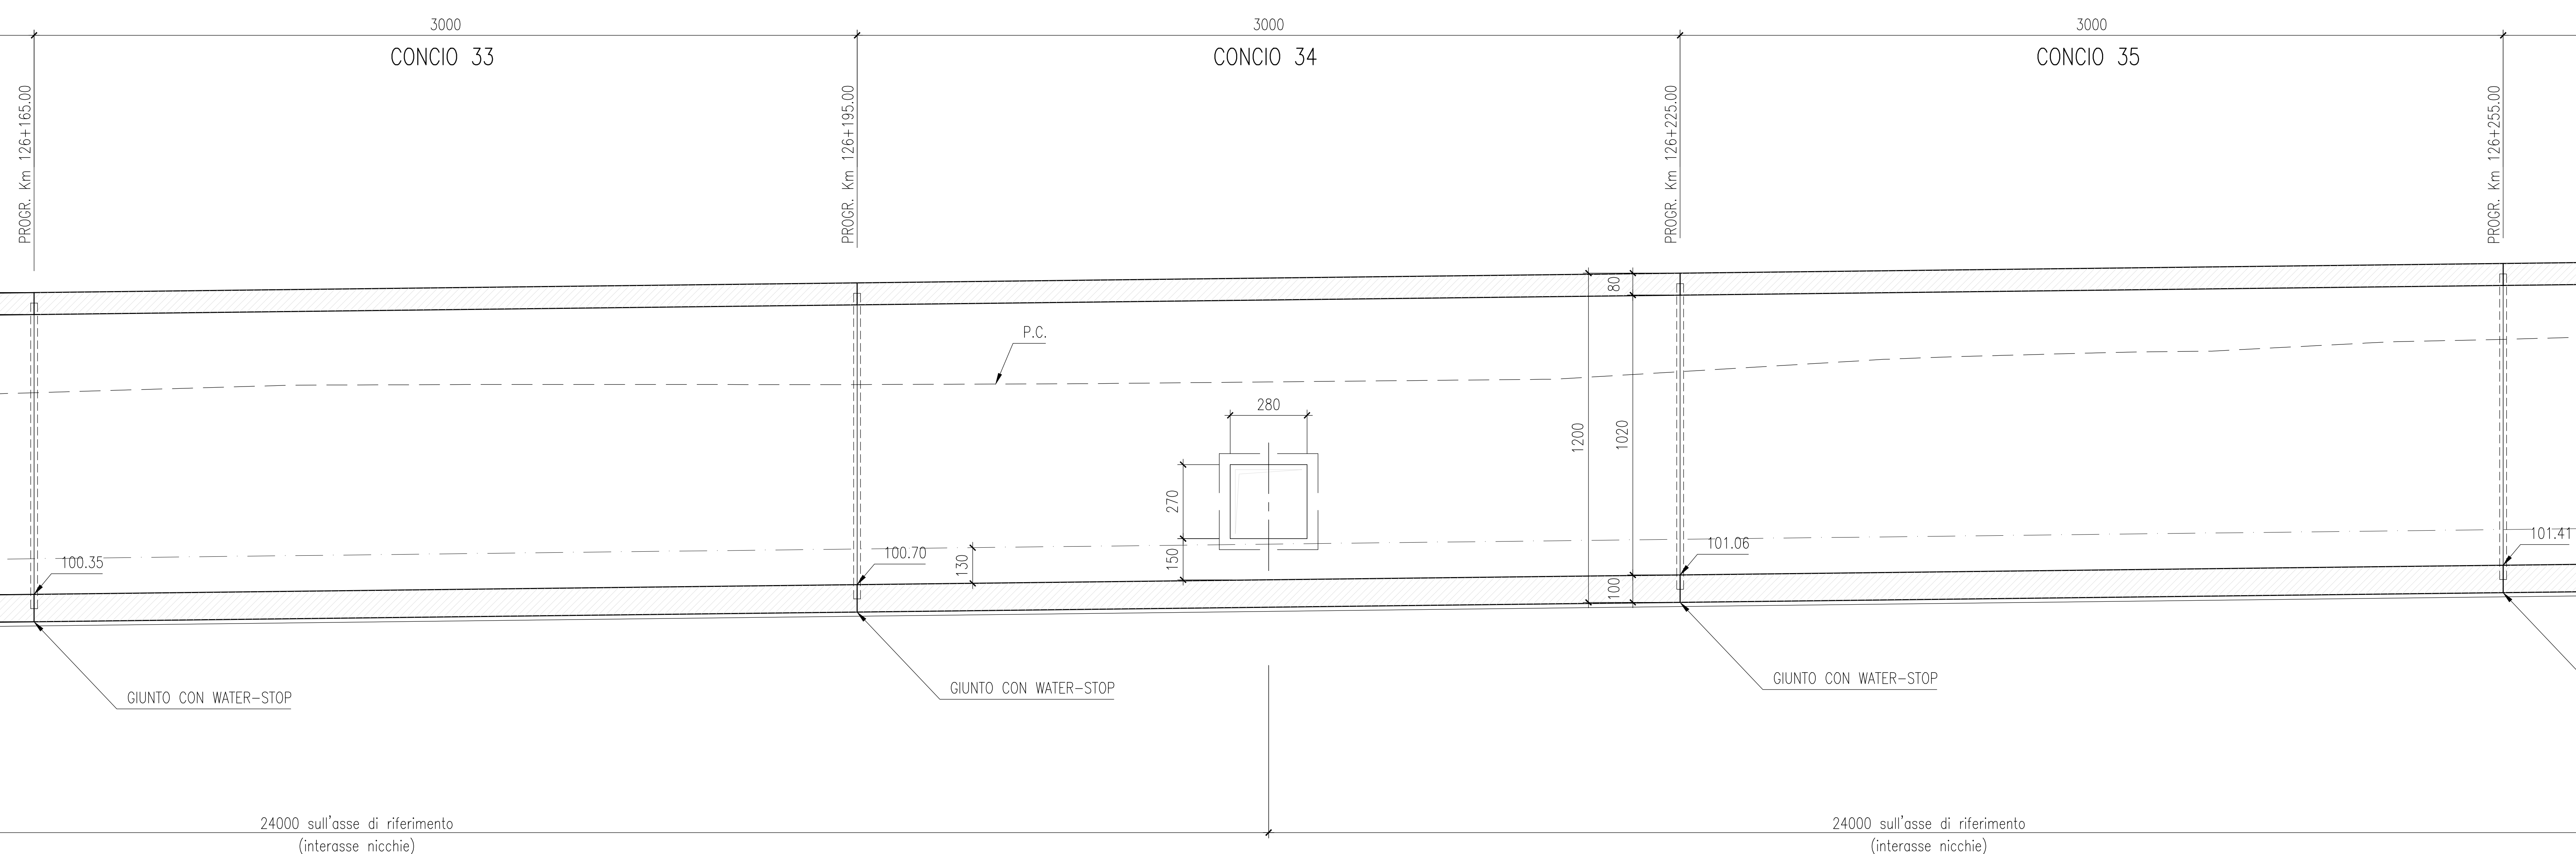 3000
3000
3000
CONCIO 33
CONCIO 34
CONCIO 35
PROGR. Km 126+165.00
PROGR. Km 126+195.00
PROGR. Km 126+225.00
PROGR. Km 126+255.00
80
P.C.
280
1200
1020
270
150
130
100.35
100.70
101.06
101.41
100
GIUNTO CON WATER-STOP
GIUNTO CON WATER-STOP
GIUNTO CON WATER-STOP
24000 sull'asse di riferimento
(interasse nicchie)
24000 sull'asse di riferimento
(interasse nicchie)